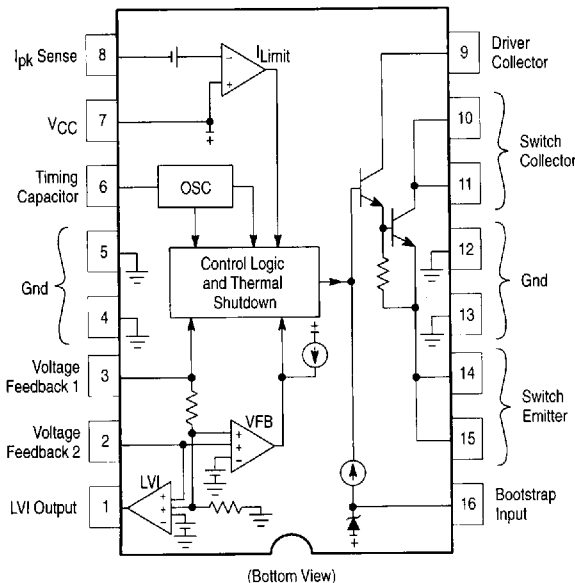 Ipk Sense
8
VCC
7
Timing
Capacitor
6
Gnd
5
4
Voltage
Feedback 1
3
Voltage
Feedback 2
2
LVI Output
1
ILimit
−
+
+
OSC
Control Logic
and Thermal
Shutdown
+
VFB
+
+
−
LVI
+
+
−
+
9
Driver
Collector
10
11
Switch
Collector
12
13
Gnd
14
15
Switch
Emitter
16
Bootstrap
Input
(Bottom View)